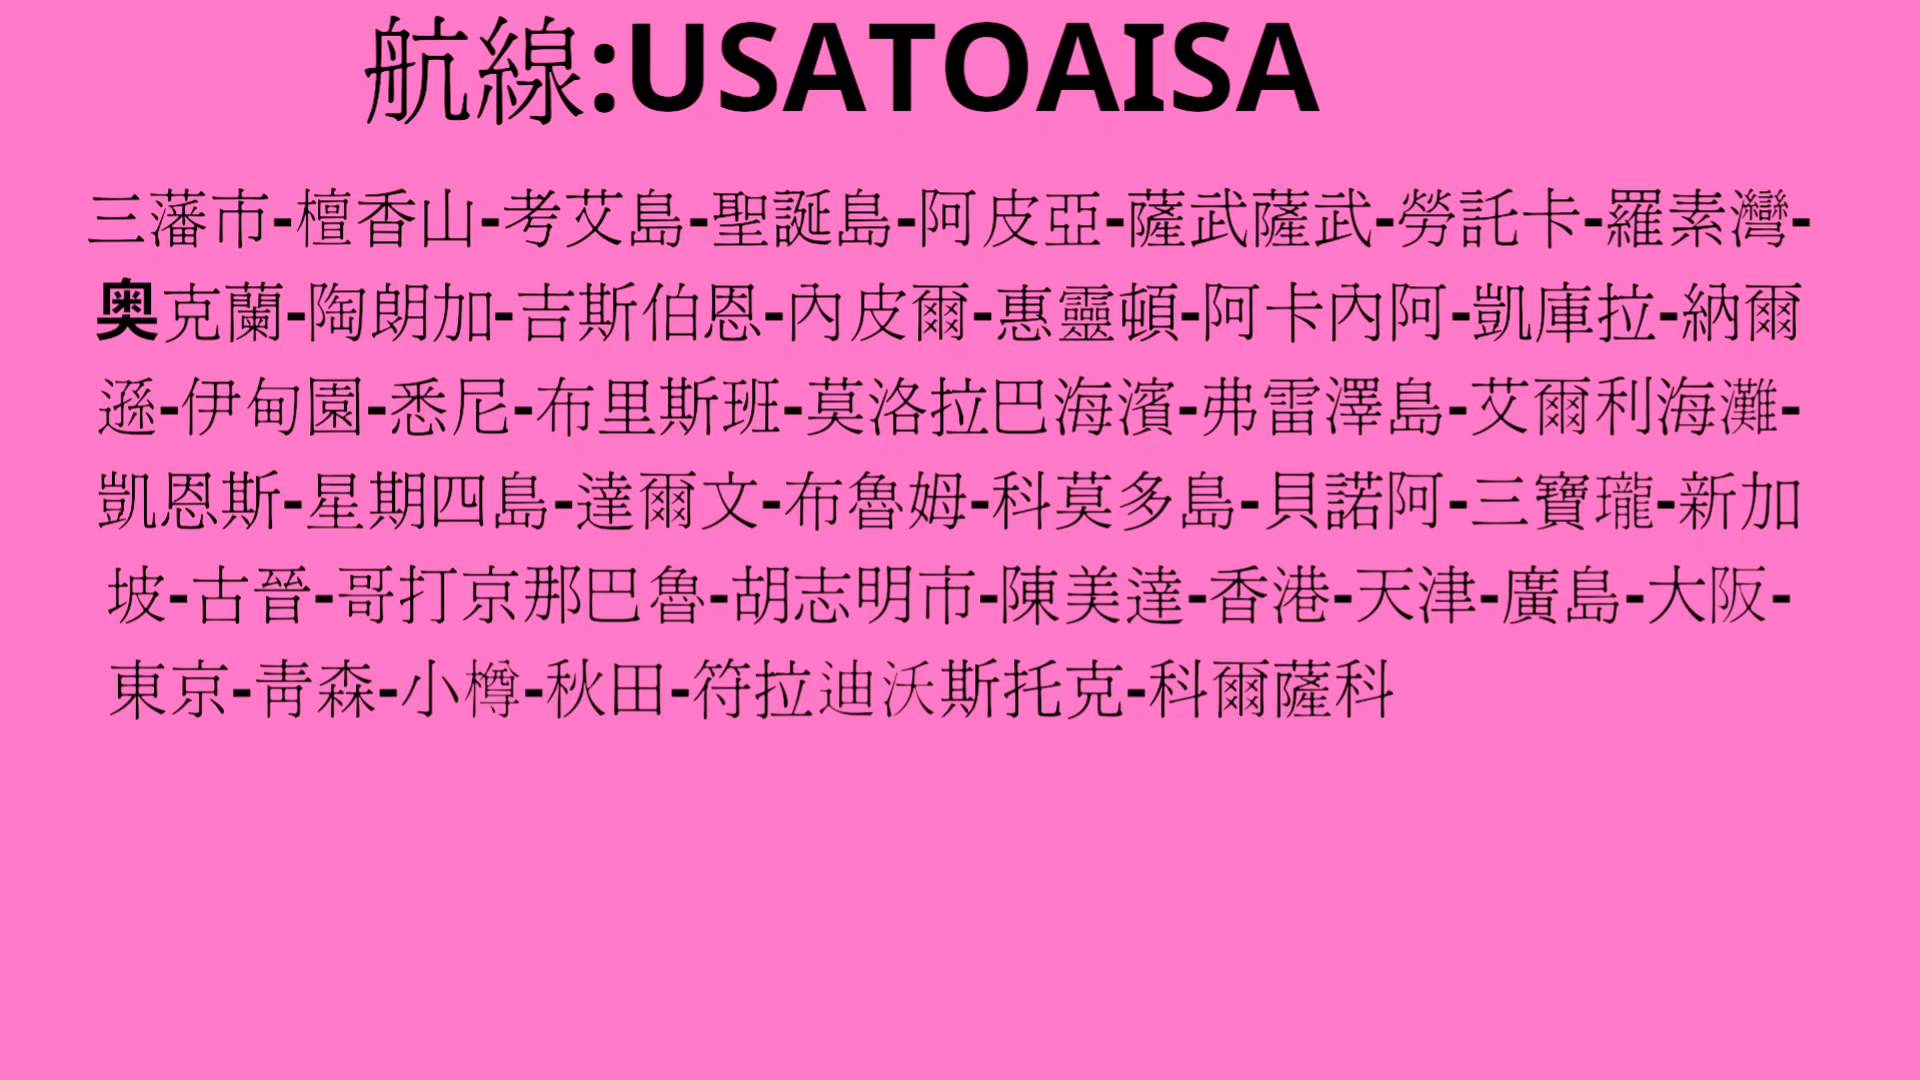 航線:USATOAISA
三藩市-檀香山-考艾島-聖誕島-阿皮亞-薩武薩武-勞託卡-羅素灣-
奧克蘭-陶朗加-吉斯伯恩-內皮爾-惠靈頓-阿卡內阿-凱庫拉-納爾
遜-伊甸園-悉尼-布里斯班-莫洛拉巴海濱-弗雷澤島-艾爾利海灘-
凱恩斯-星期四島-達爾文-布魯姆-科莫多島-貝諾阿-三寶瓏-新加
坡-古晉-哥打京那巴魯-胡志明市-陳美達-香港-天津-廣島-大阪-
東京-青森-小樽-秋田-符拉迪沃斯托克-科爾薩科